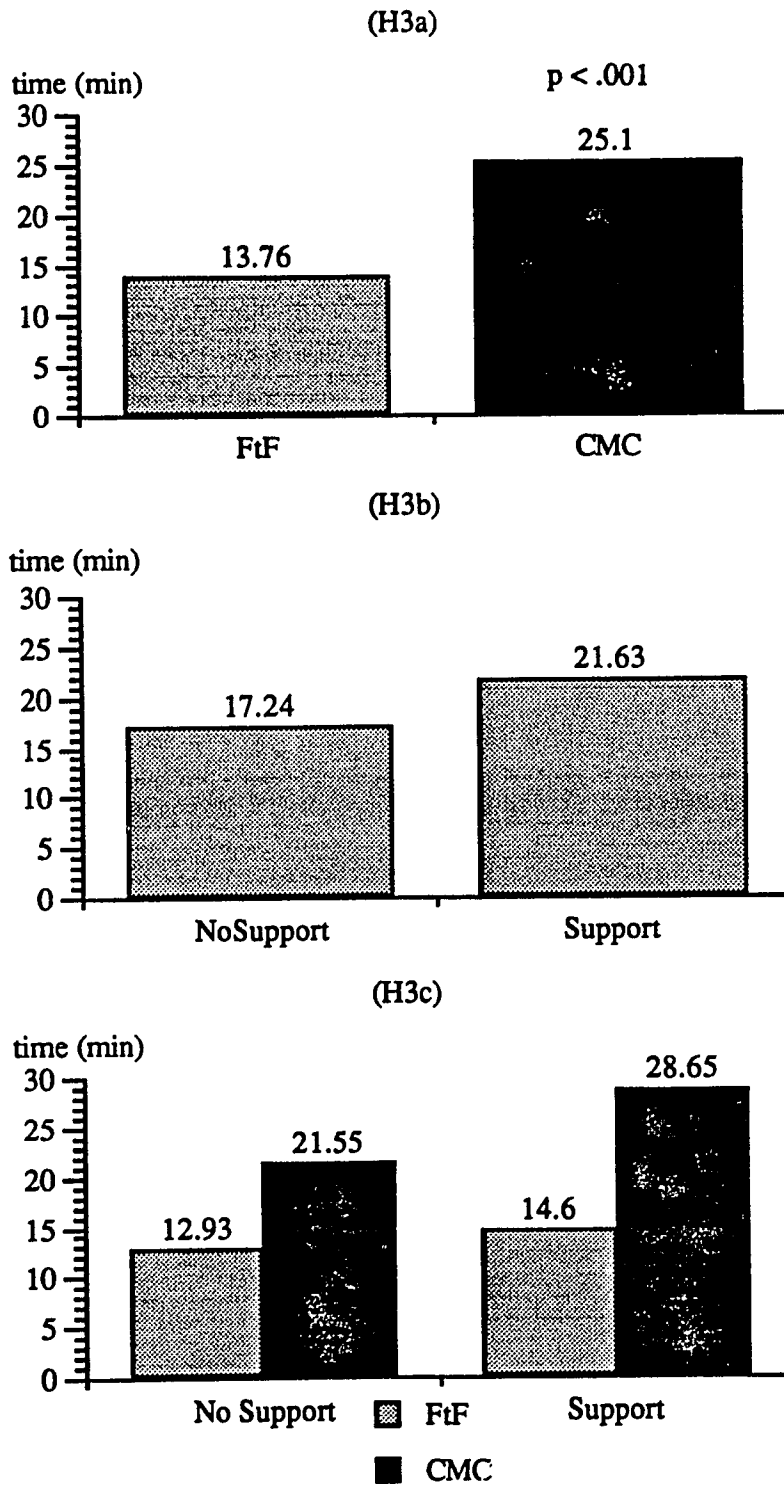 (H3a)
time (min)
p < .001
30
25
20
15
10
5
0
13.76
25.1
FtF
CMC
(H3b)
time (min)
30
25
20
15
10
5
0
17.24
21.63
NoSupport
Support
(H3c)
time (min)
30
25
20
15
10
5
0
12.93
21.55
14.6
28.65
No Support
Support
FtF
CMC